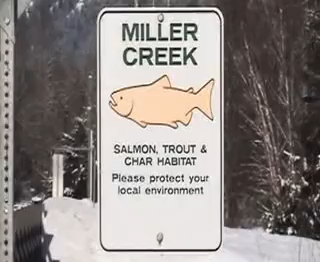 MILLER
CREEK
SALMON, TROUT &
CHAR HABITAT
Please protect your
local environment